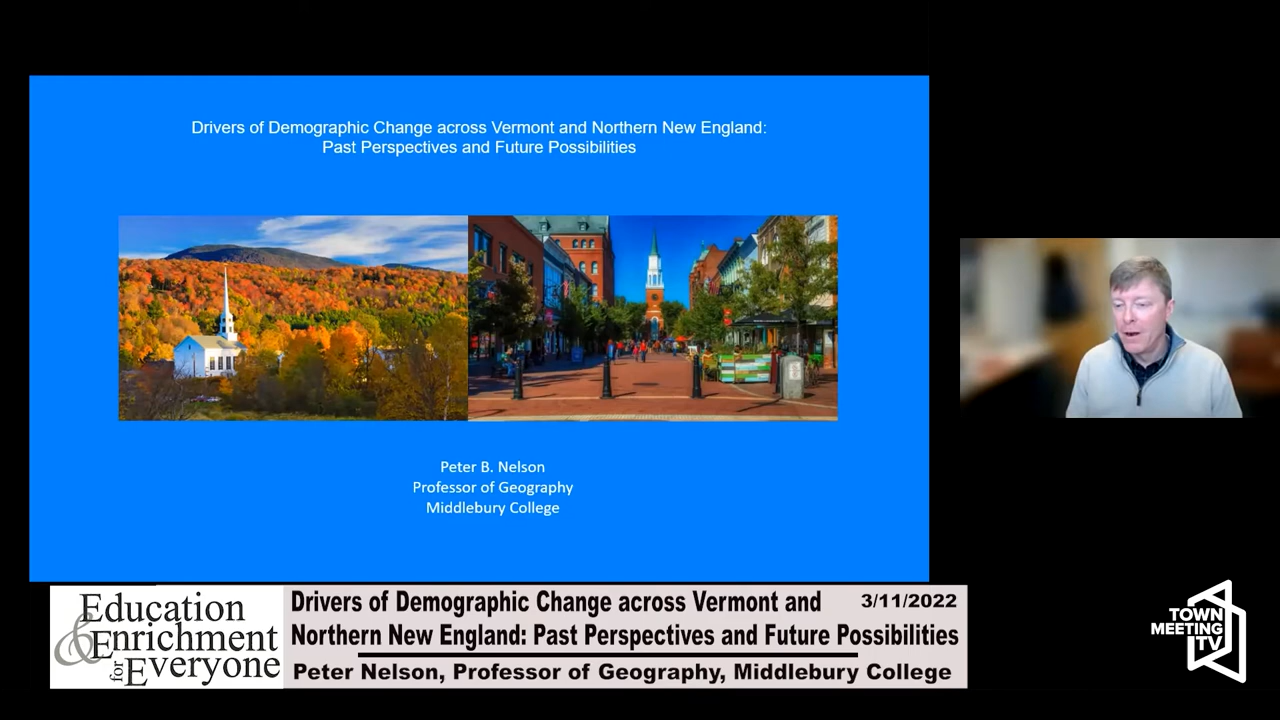 Drivers of Demographic Change across Vermont and Northern New England:
Past Perspectives and Future Possibilities
Peter B. Nelson
Professor of Geography
Middlebury College
Education
& Enrichment
for Everyone
Drivers of Demographic Change across Vermont and
3/11/2022
Northern New England: Past Perspectives and Future Possibilities
Peter Nelson, Professor of Geography, Middlebury College
TOWN
MEETING
TV